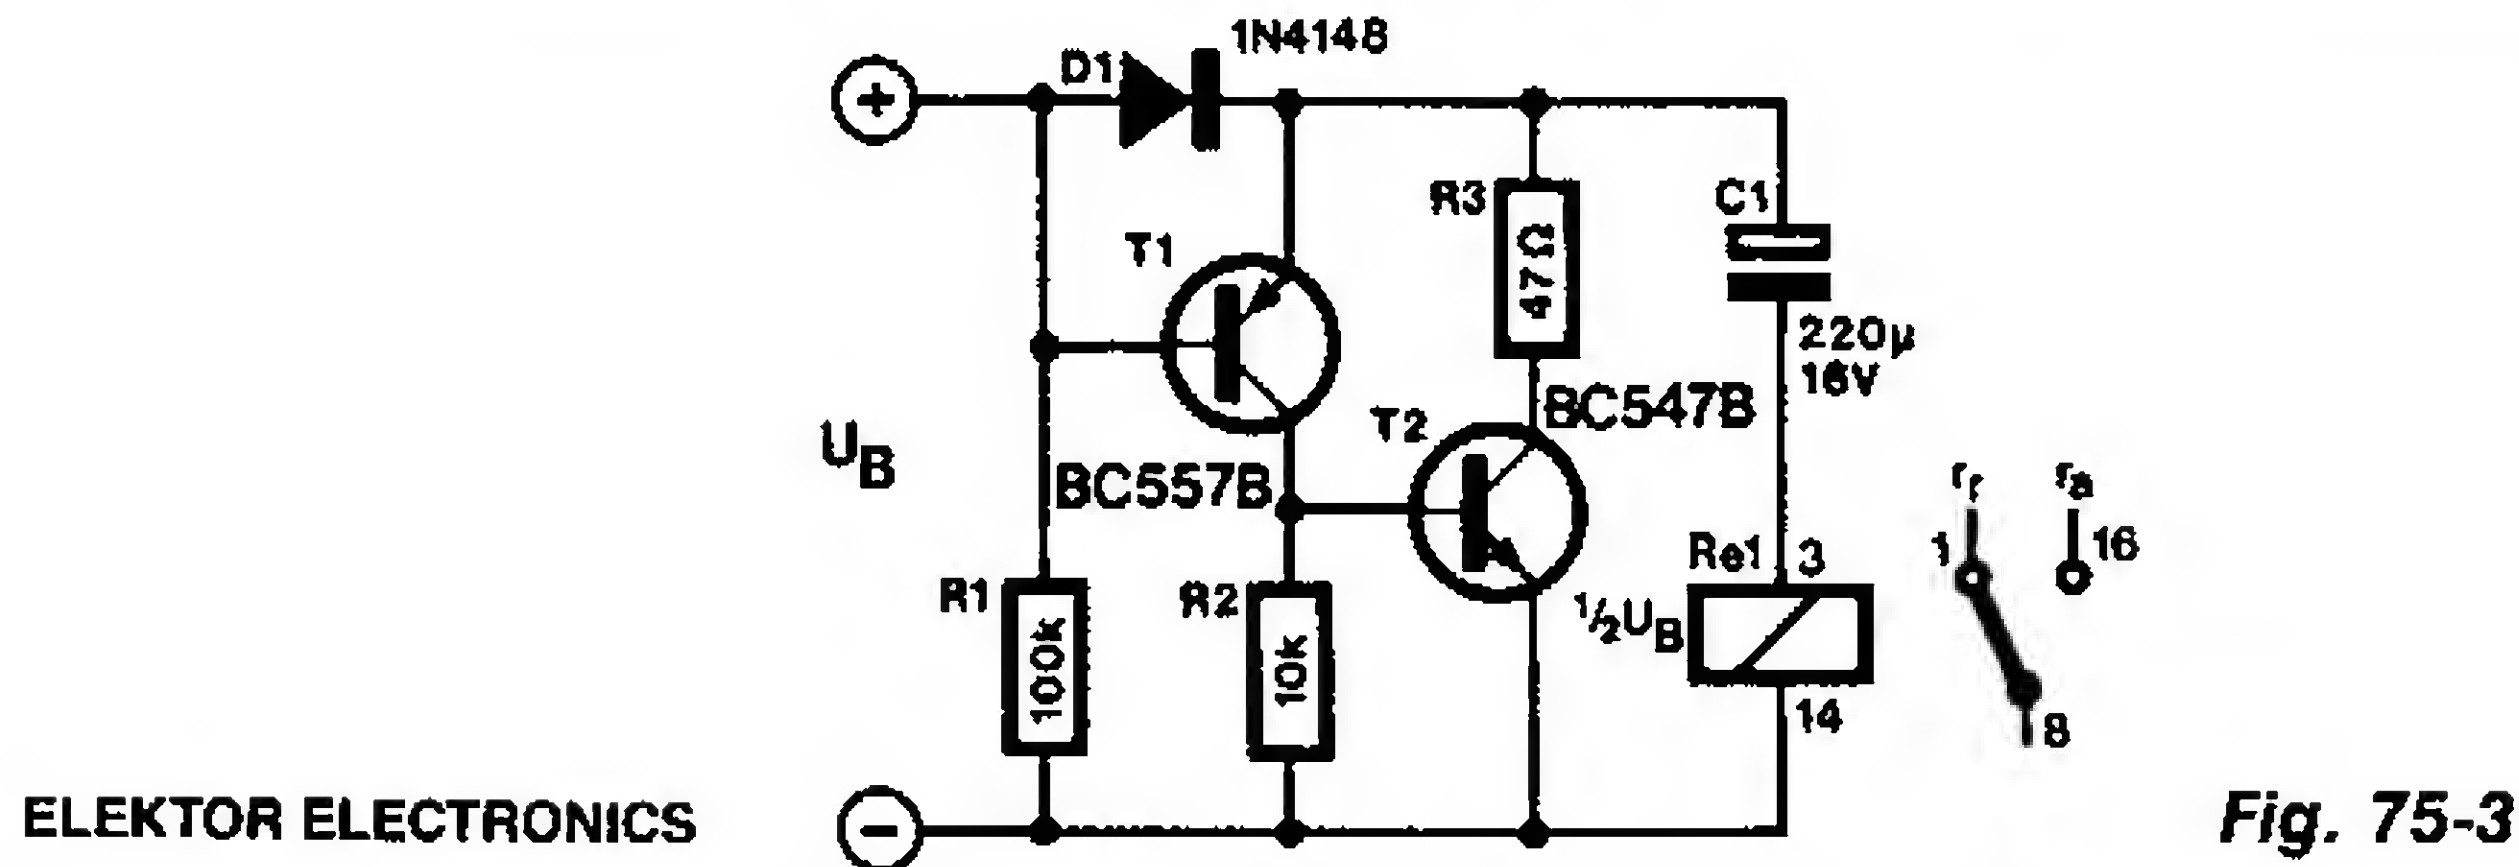 1N4148
D1
+
R3
C1
T1
47Ω
220µ
16V
BC547B
T2
UB
BC557B
1
16
Re1
3
R1
R2
½UB
100k
10k
14
8
ELEKTOR ELECTRONICS
-
Fig. 75-3